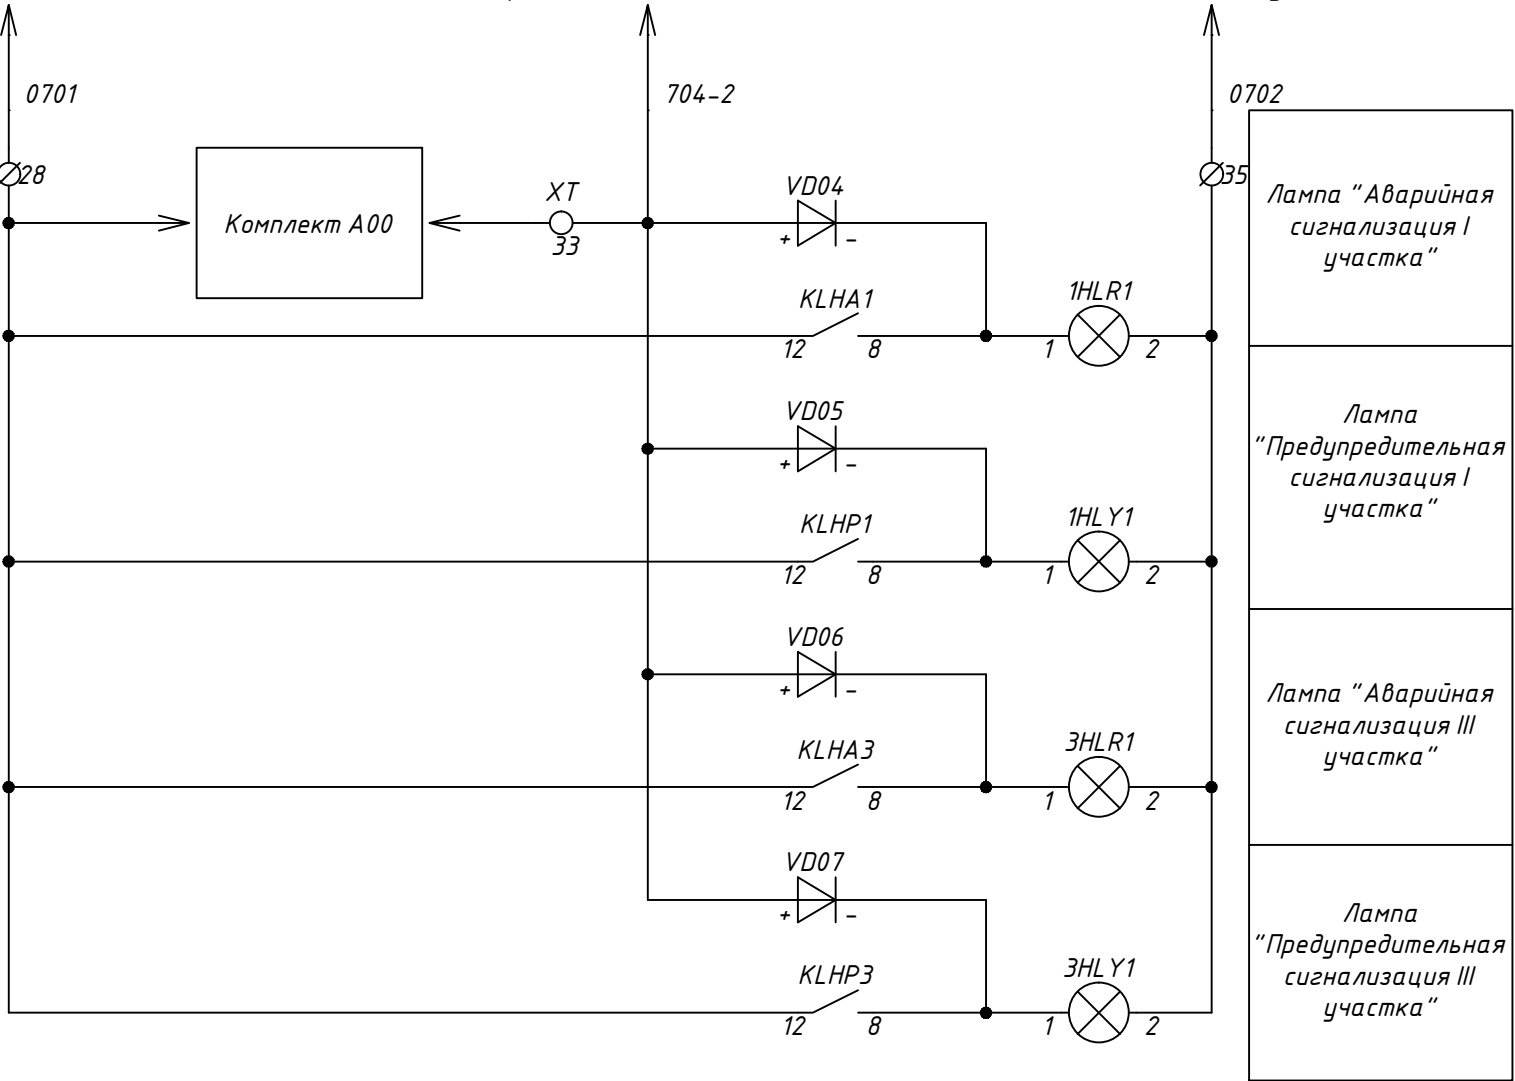 0701
704-2
0702
28
35
Комплект А00
XT
33
VD04
+
-
KLHA1
12
8
1HLR1
1
2
Лампа "Аварийная
сигнализация I
участка"
VD05
+
-
KLHP1
12
8
1HLY1
1
2
Лампа
"Предупредительная
сигнализация I
участка"
VD06
+
-
KLHA3
12
8
3HLR1
1
2
Лампа "Аварийная
сигнализация III
участка"
VD07
+
-
KLHP3
12
8
3HLY1
1
2
Лампа
"Предупредительная
сигнализация III
участка"